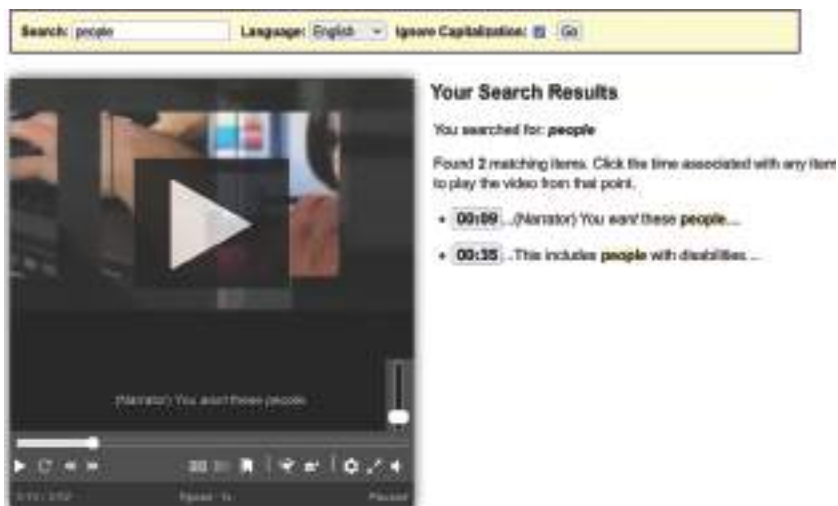 Search: people Language: English Ignore Capitalization: Go
Your Search Results
You searched for: people
Found 2 matching items. Click the time associated with any item
to play the video from that point.
00:09 ...(Narrator) You want these people...
00:35 ...This includes people with disabilities ...
(Narrator) You want these people
Speed: 1x
Paused